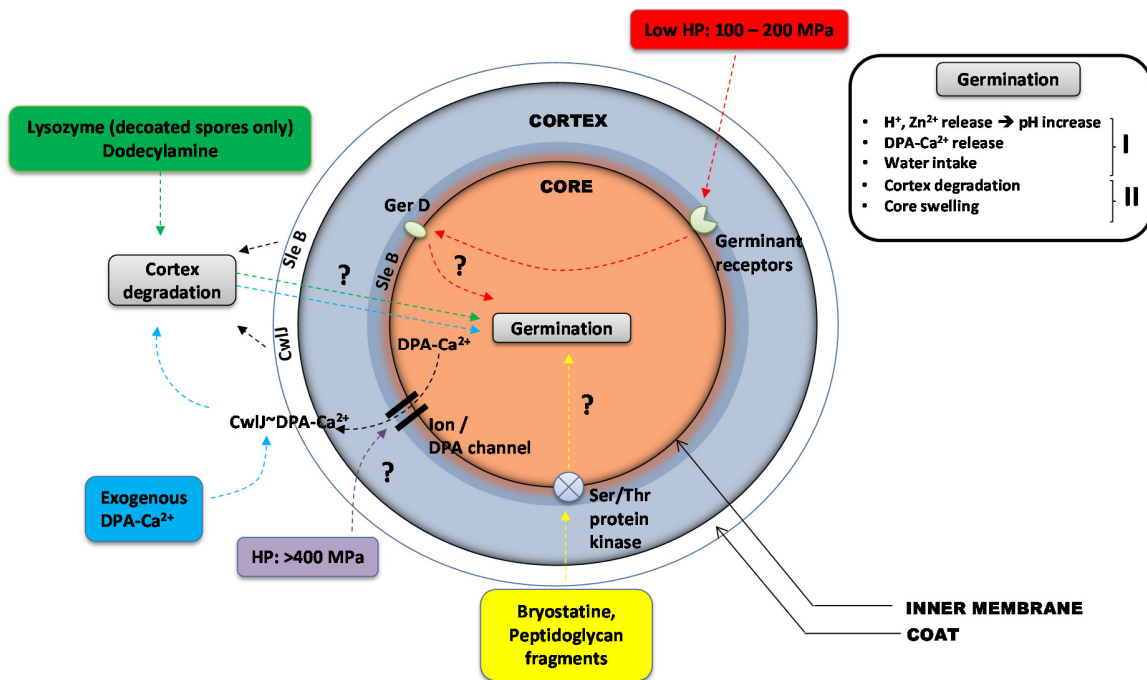 Low HP: 100 – 200 MPa
Germination
• H⁺, Zn²⁺ release → pH increase
• DPA-Ca²⁺ release
• Water intake
I
• Cortex degradation
• Core swelling
II
Lysozyme (decoated spores only)
Dodecylamine
CORTEX
CORE
Ger D
Germinant
receptors
Sle B
Sle B
?
?
Cortex
degradation
Germination
CwlJ
DPA-Ca²⁺
?
CwlJ~DPA-Ca²⁺
Ion /
DPA channel
?
Exogenous
DPA-Ca²⁺
Ser/Thr
protein
kinase
HP: >400 MPa
Bryostatine,
Peptidoglycan
fragments
INNER MEMBRANE
COAT